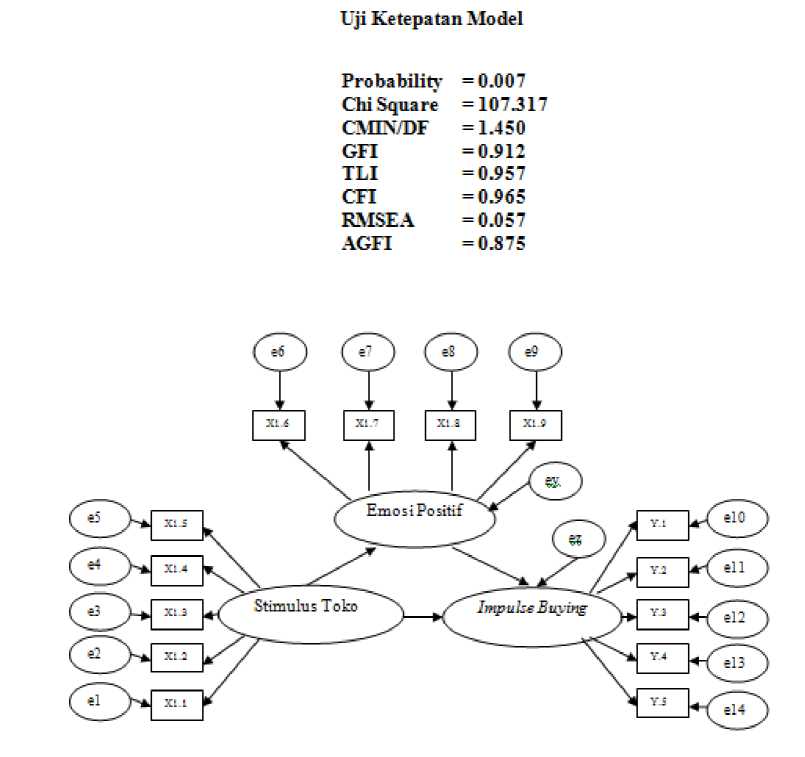 Uji Ketepatan Model
Probability = 0.007
Chi Square = 107.317
CMIN/DF = 1.450
GFI = 0.912
TLI = 0.957
CFI = 0.965
RMSEA = 0.057
AGFI = 0.875
e6 e7 e8 e9
X1.6 X1.7 X1.8 X1.9
ey.
Emosi Positif
e5 X1.5 Y.1 e10
ez
e4 X1.4 Y.2 e11
Stimulus Toko Impulse Buying
e3 X1.3 Y.3 e12
e2 X1.2 Y.4 e13
e1 X1.1 Y.5 e14